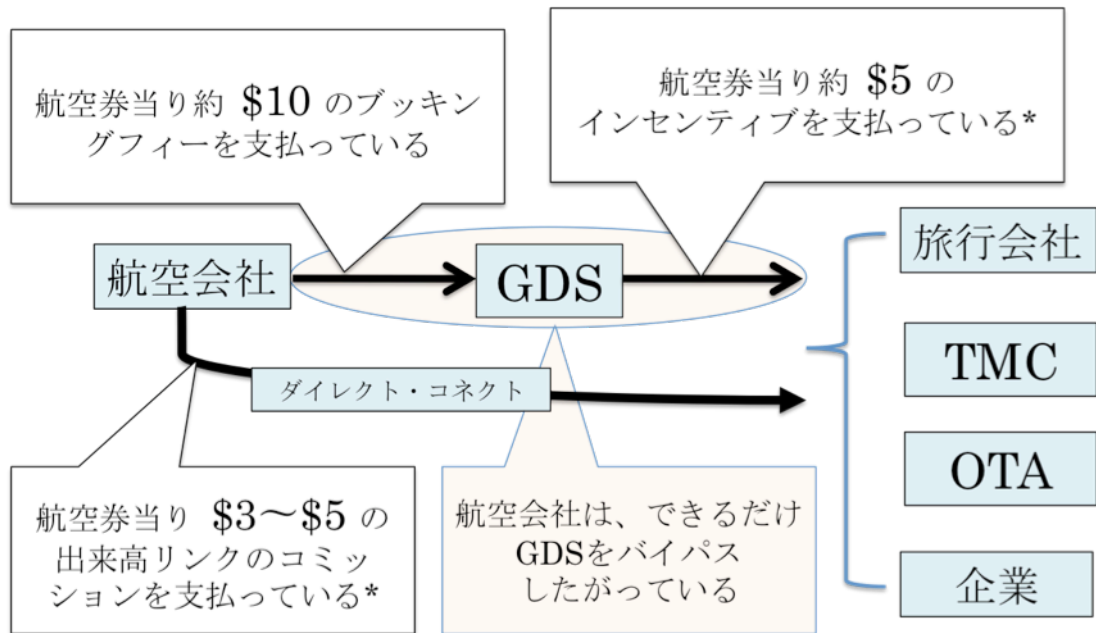 航空券当り約 $10 のブッキン
グフィーを支払っている
航空券当り約 $5 の
インセンティブを支払っている*
航空会社
GDS
旅行会社
TMC
ダイレクト・コネクト
OTA
企業
航空券当り $3～$5 の
出来高リンクのコミッ
ションを支払っている*
航空会社は、できるだけ
GDSをバイパス
したがっている